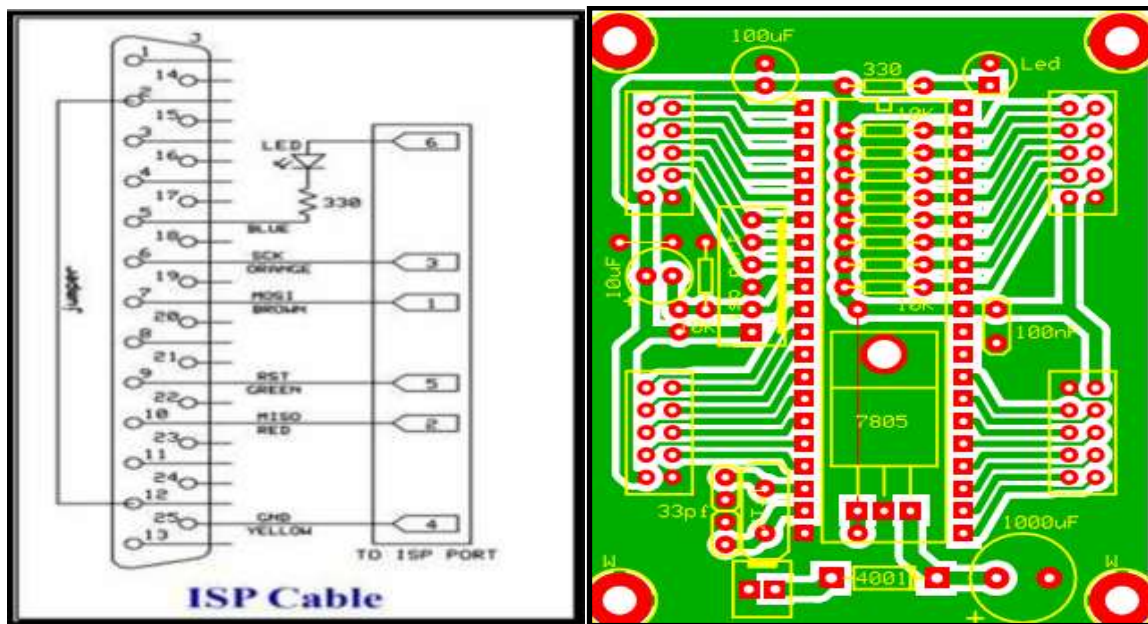 J
1
14
2
15
3
16
4
17
5
18
6
19
7
20
8
21
9
22
10
23
11
24
12
25
13
jumper
LED
330
BLUE
SCK
ORANGE
MOSI
BROWN
RST
GREEN
MISO
RED
GND
YELLOW
6
3
1
5
2
4
TO ISP PORT
ISP Cable
100uF
330
Led
10K
10uF
10K
10K
100nF
7805
33pf
1000uF
4001
W
W
+